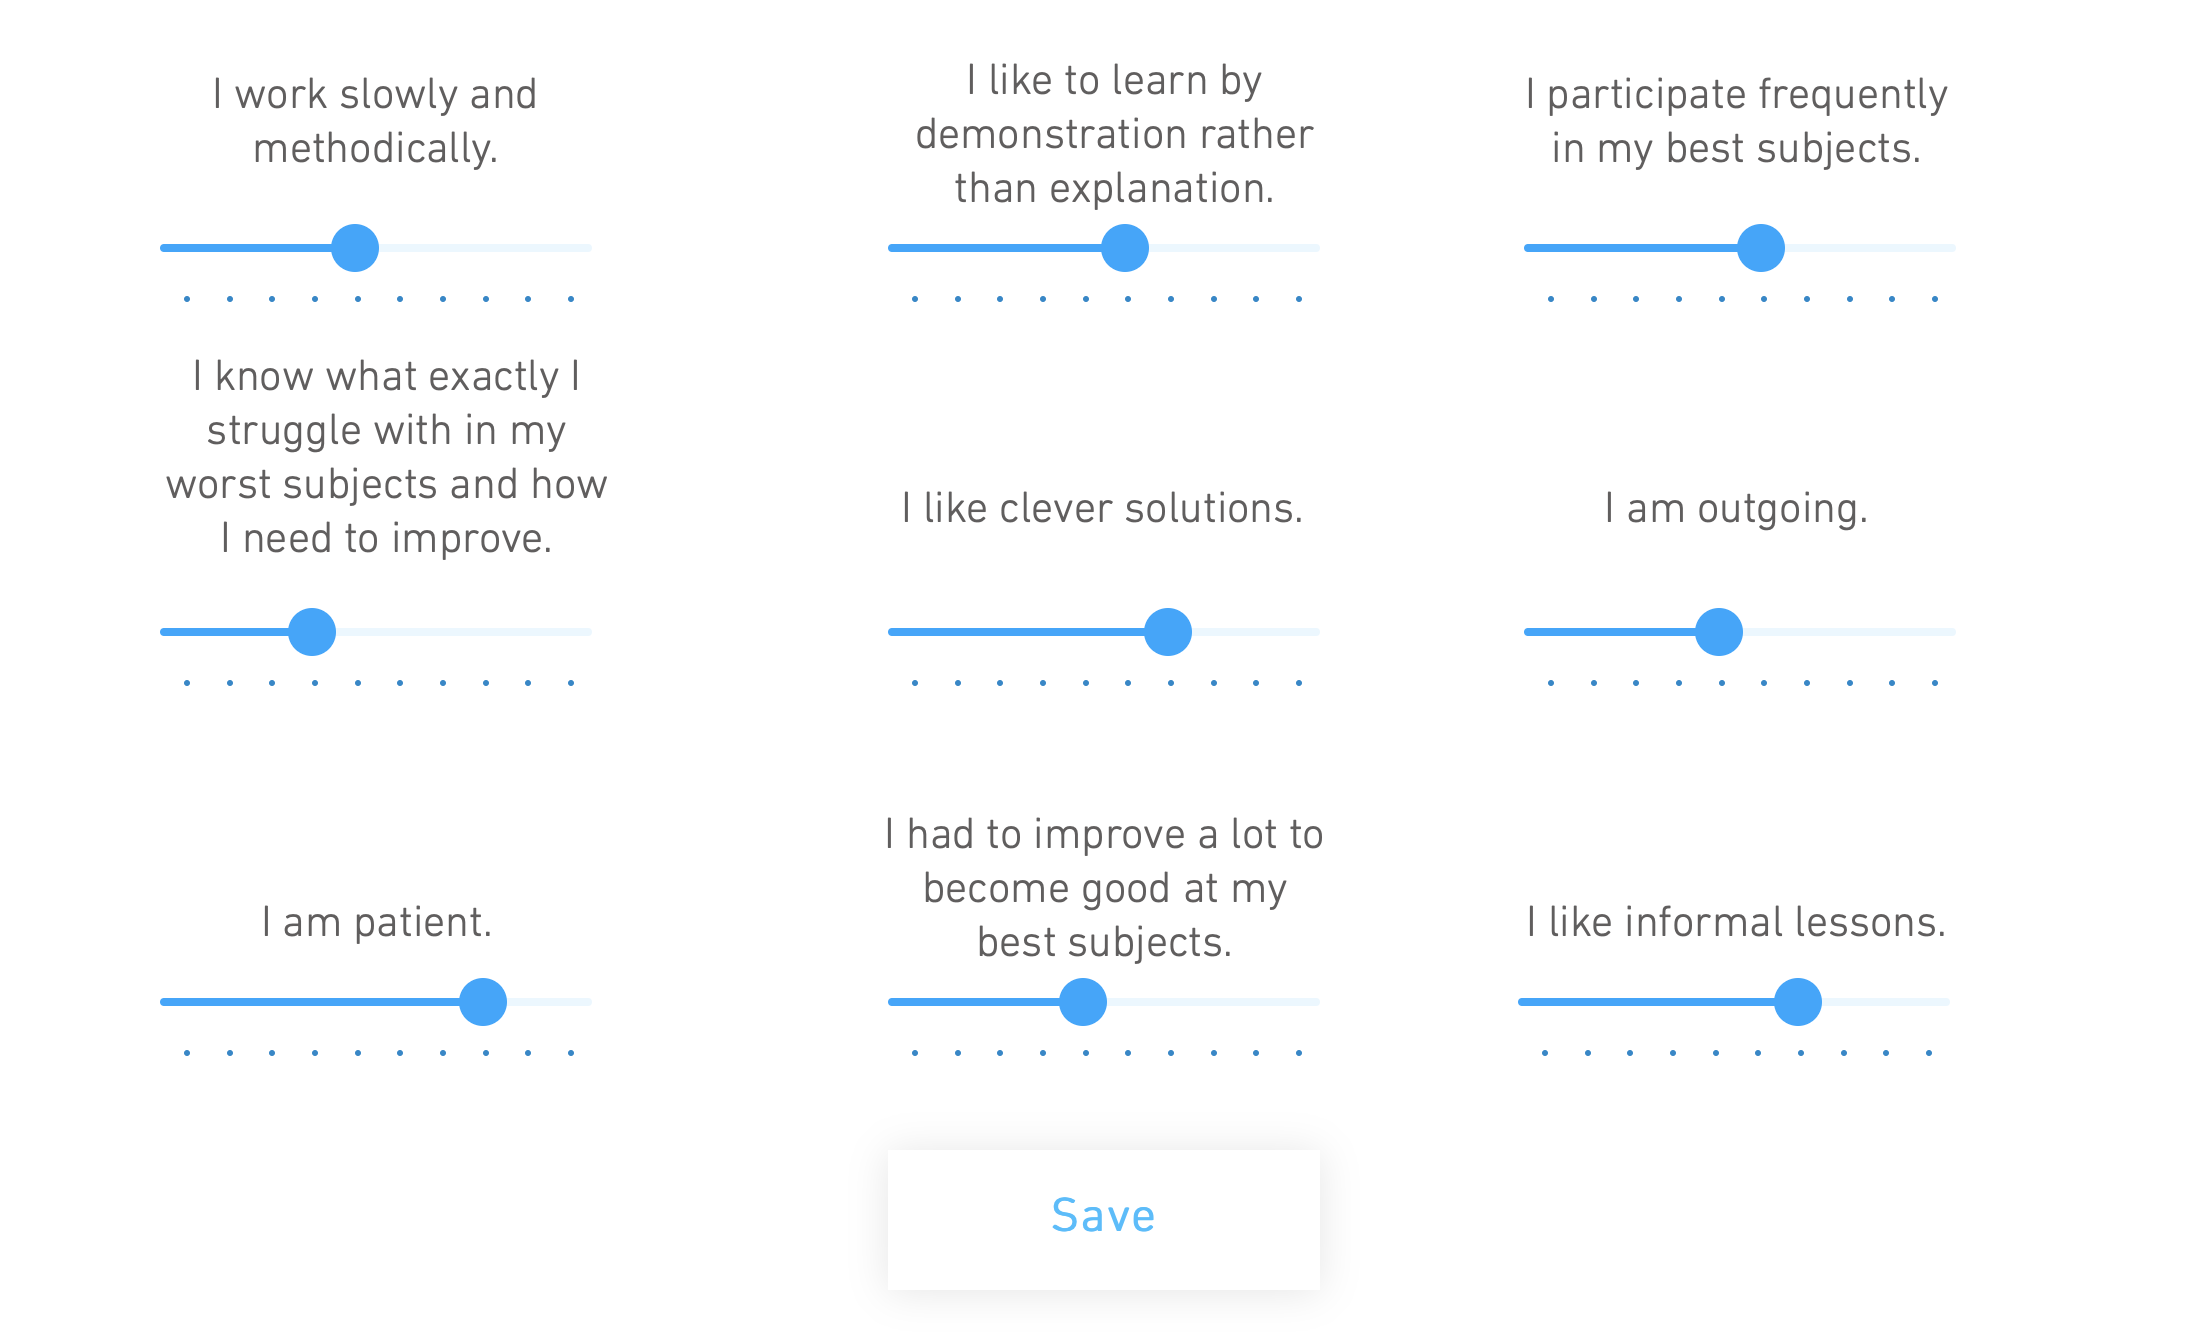 I work slowly and
methodically.
I like to learn by
demonstration rather
than explanation.
I participate frequently
in my best subjects.
I know what exactly I
struggle with in my
worst subjects and how
I need to improve.
I like clever solutions.
I am outgoing.
I am patient.
I had to improve a lot to
become good at my
best subjects.
I like informal lessons.
Save